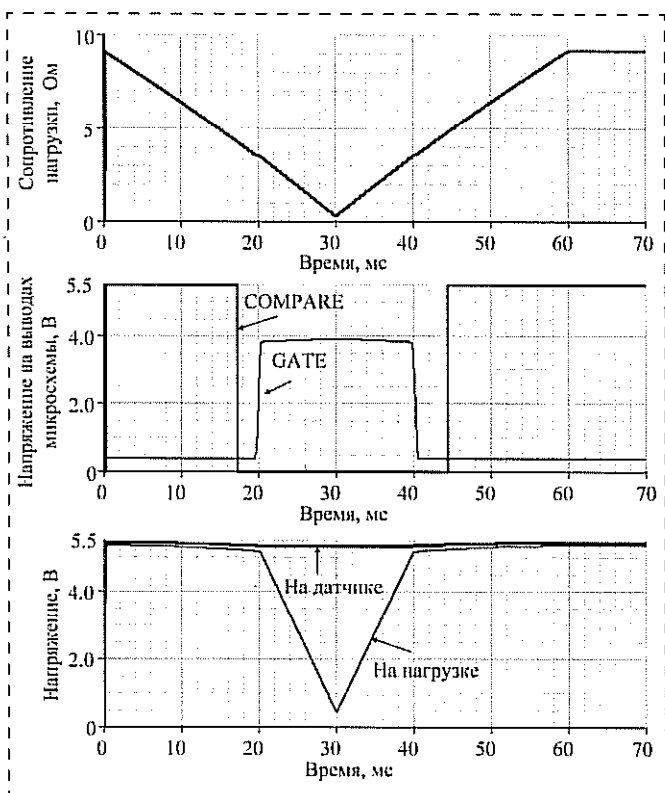 Сопротивление
нагрузки, Ом
10
5
0
0 10 20 30 40 50 60 70
Время, мс
Напряжение на выводах
микросхемы, В
5.5
4.0
2.0
0
COMPARE
GATE
0 10 20 30 40 50 60 70
Время, мс
Напряжение, В
5.5
4.0
2.0
0
На датчике
На нагрузке
0 10 20 30 40 50 60 70
Время, мс